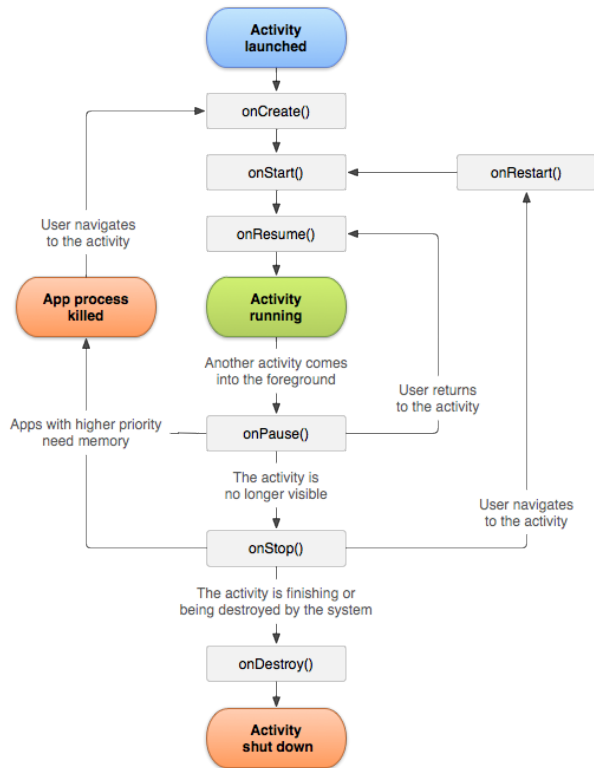 Activity
launched
onCreate()
onStart()
onRestart()
User navigates
to the activity
onResume()
App process
killed
Activity
running
Another activity comes
into the foreground
User returns
to the activity
Apps with higher priority
need memory
onPause()
The activity is
no longer visible
User navigates
to the activity
onStop()
The activity is finishing or
being destroyed by the system
onDestroy()
Activity
shut down